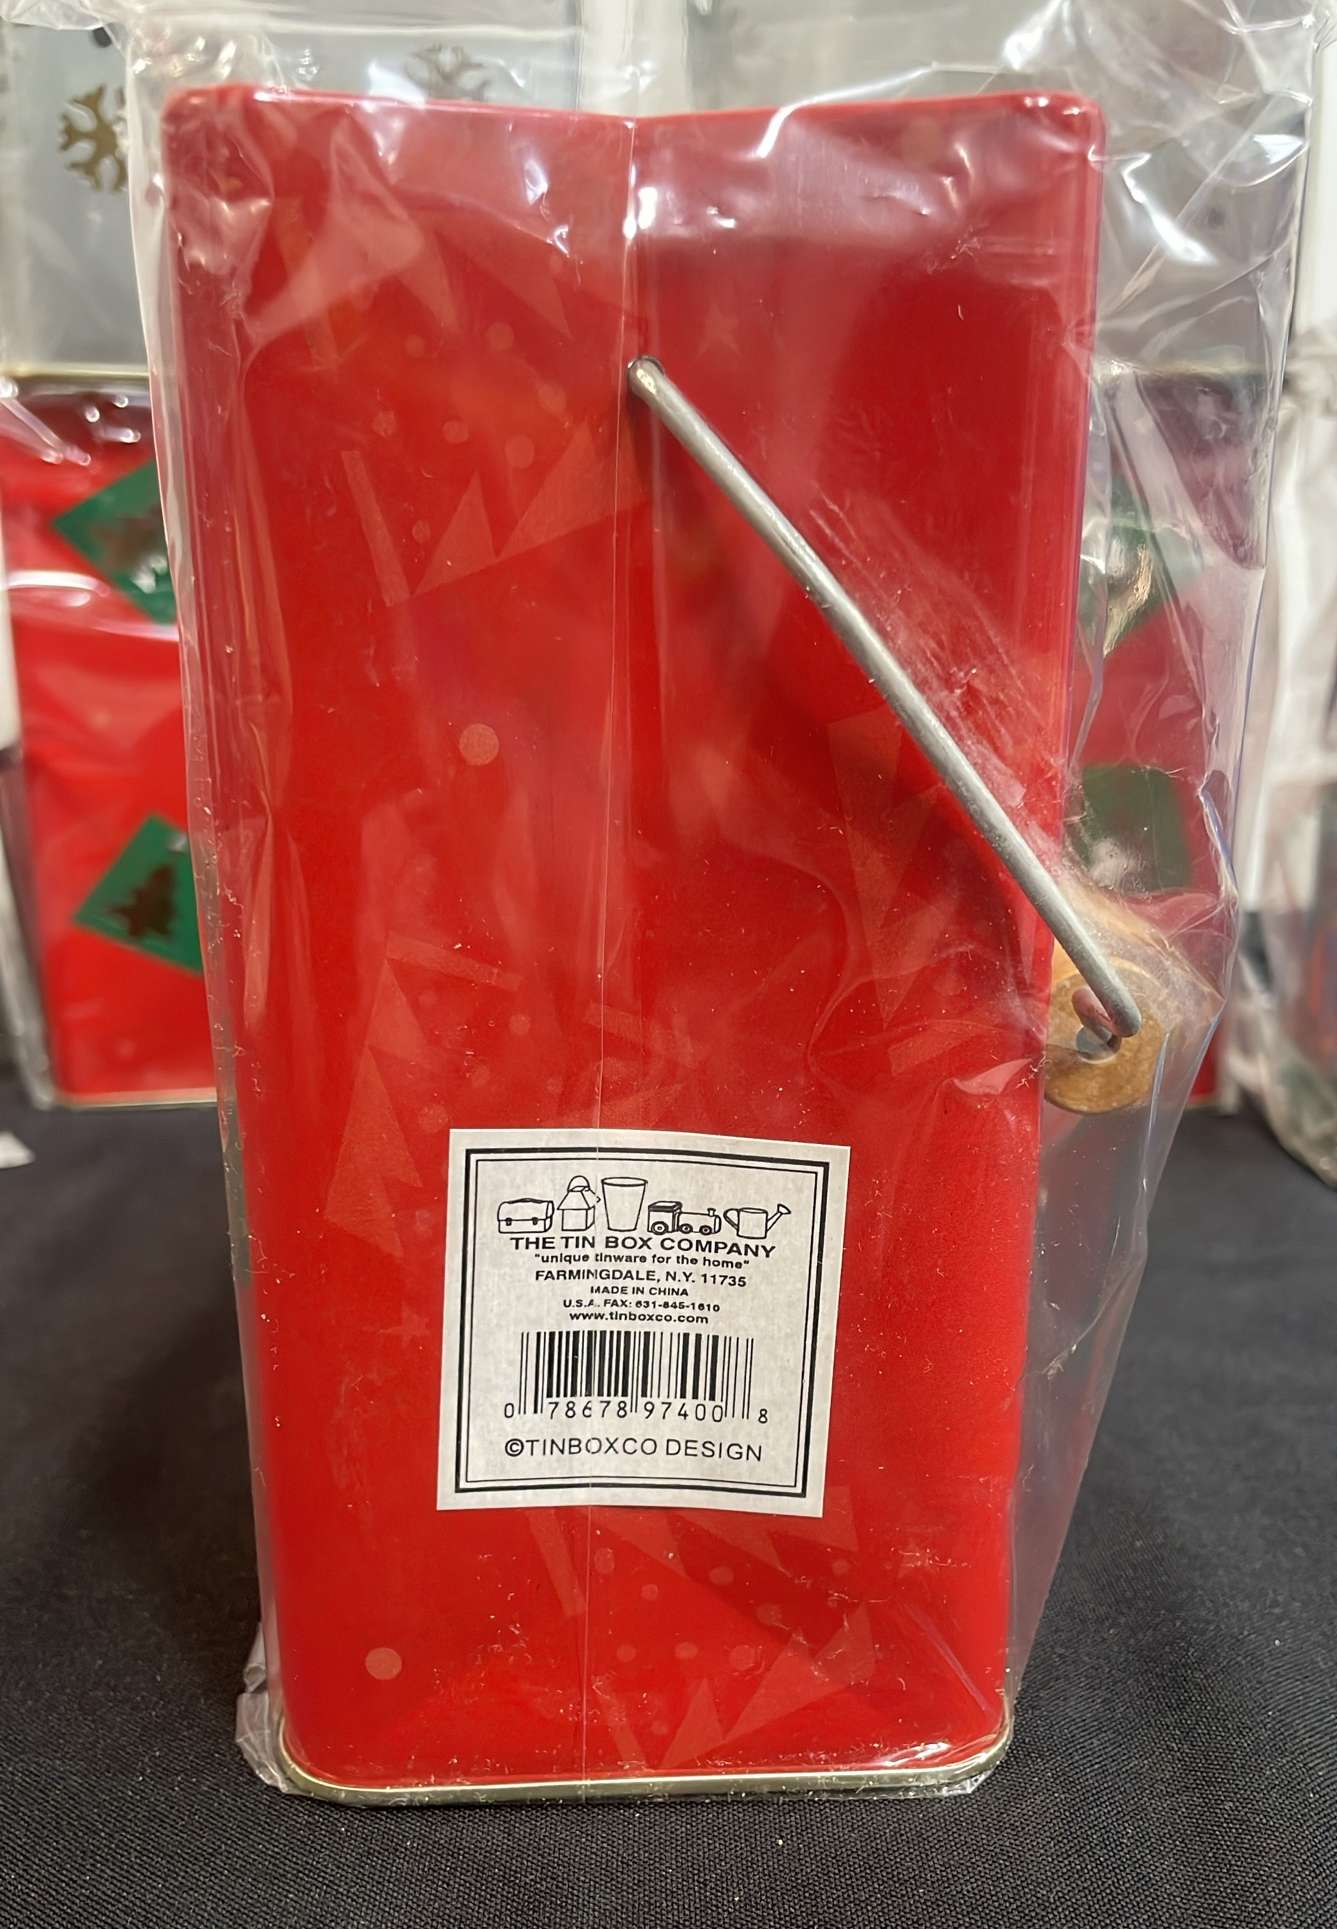 THE TIN BOX COMPANY
"unique tinware for the home"
FARMINGDALE, N.Y. 11735
MADE IN CHINA
U.S.A. FAX: 631-845-1610
www.tinboxco.com
0 78678 97400 8
©TINBOXCO DESIGN